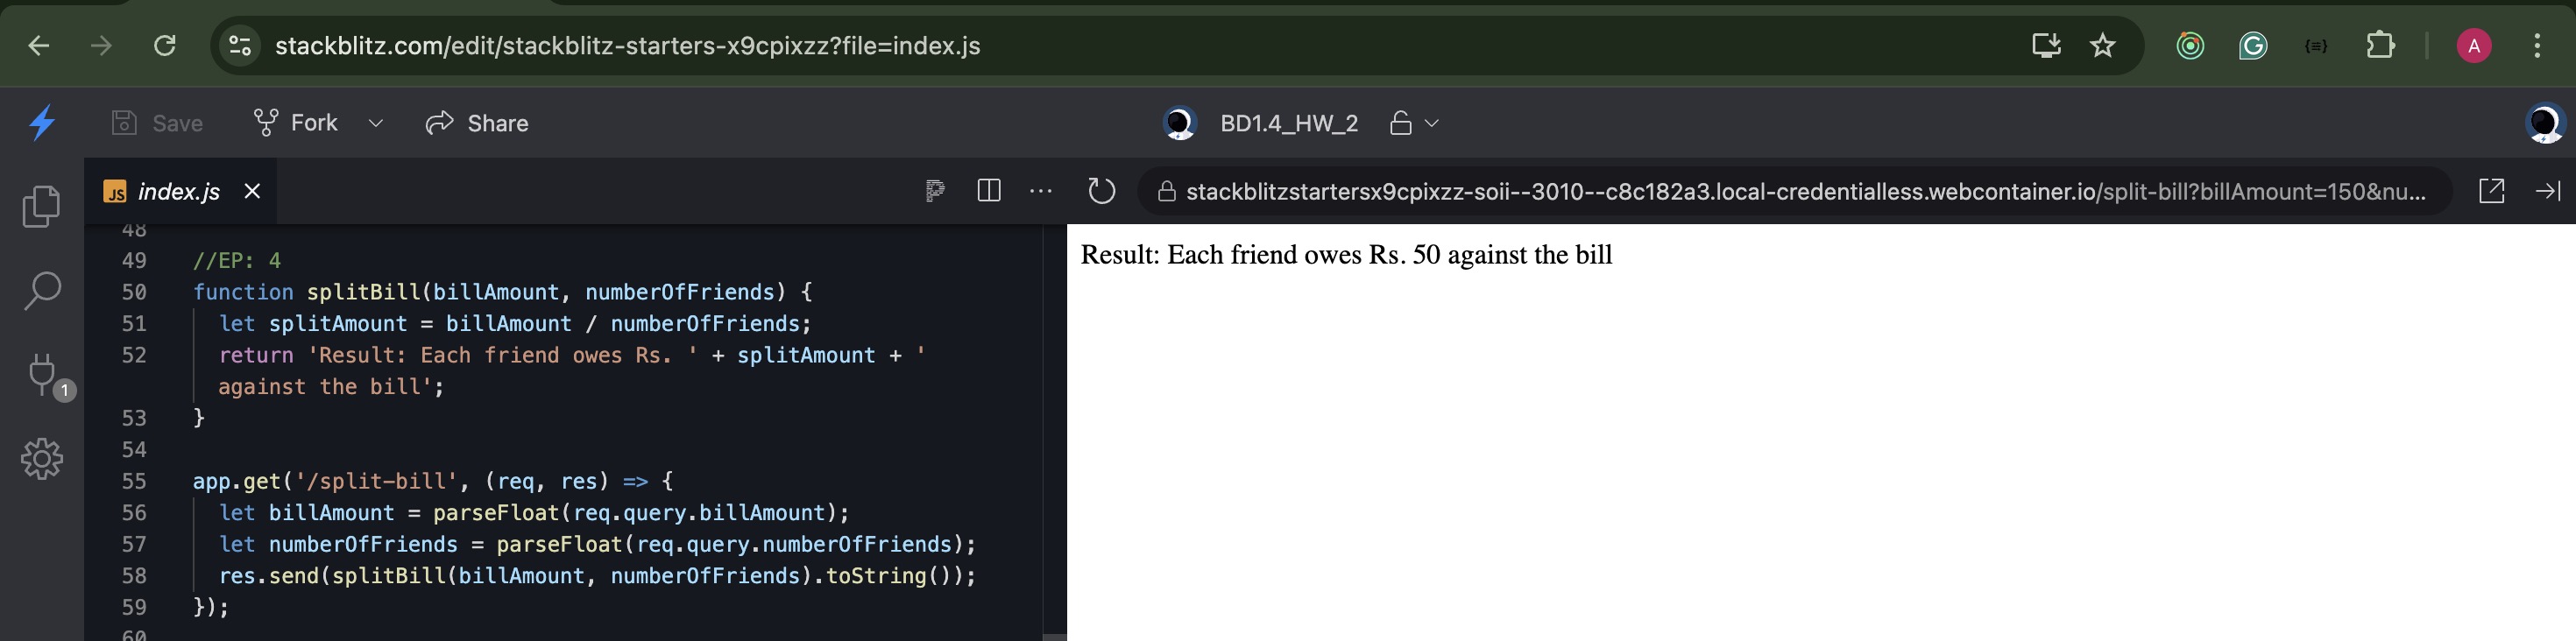 stackblitz.com/edit/stackblitz-starters-x9cpixzz?file=index.js
A
Save
Fork
Share
BD1.4_HW_2
JS index.js
stackblitzstartersx9cpixzz-soii--3010--c8c182a3.local-credentialless.webcontainer.io/split-bill?billAmount=150&nu...
1
48
49 //EP: 4
50 function splitBill(billAmount, numberOfFriends) {
51 let splitAmount = billAmount / numberOfFriends;
52 return 'Result: Each friend owes Rs. ' + splitAmount + '
against the bill';
53 }
54
55 app.get('/split-bill', (req, res) => {
56 let billAmount = parseFloat(req.query.billAmount);
57 let numberOfFriends = parseFloat(req.query.numberOfFriends);
58 res.send(splitBill(billAmount, numberOfFriends).toString());
59 });
60
Result: Each friend owes Rs. 50 against the bill